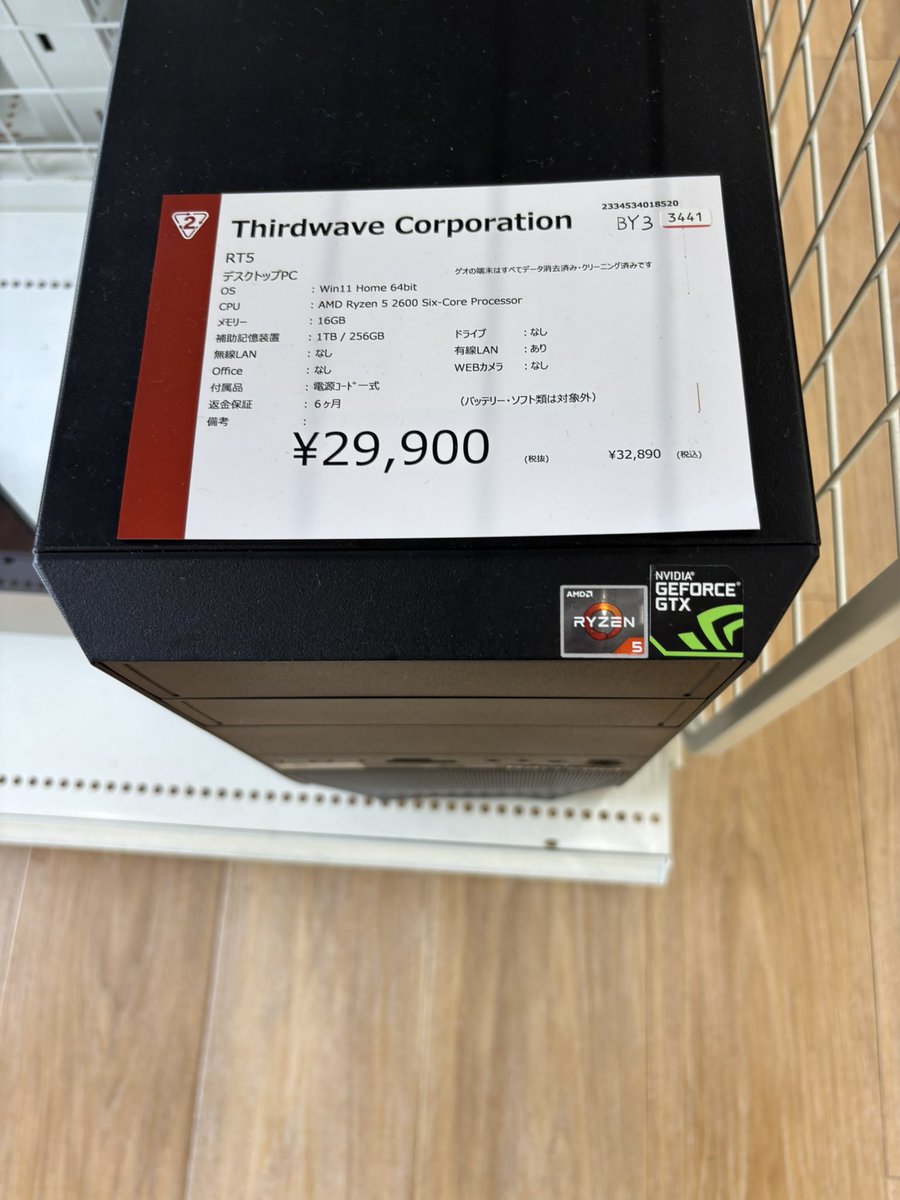 2
Thirdwave Corporation
2334534018520
BY3 3441
RT5
デスクトップPC
ゲオの端末はすべてデータ消去済み・クリーニング済みです
OS : Win11 Home 64bit
CPU : AMD Ryzen 5 2600 Six-Core Processor
メモリー : 16GB
補助記憶装置 : 1TB / 256GB ドライブ : なし
無線LAN : なし 有線LAN : あり
Office : なし WEBカメラ : なし
付属品 : 電源コード一式
返金保証 : 6ヶ月 (バッテリー・ソフト類は対象外)
備考 :
¥29,900 (税抜) ¥32,890 (税込)
AMD
RYZEN
5
NVIDIA®
GEFORCE®
GTX